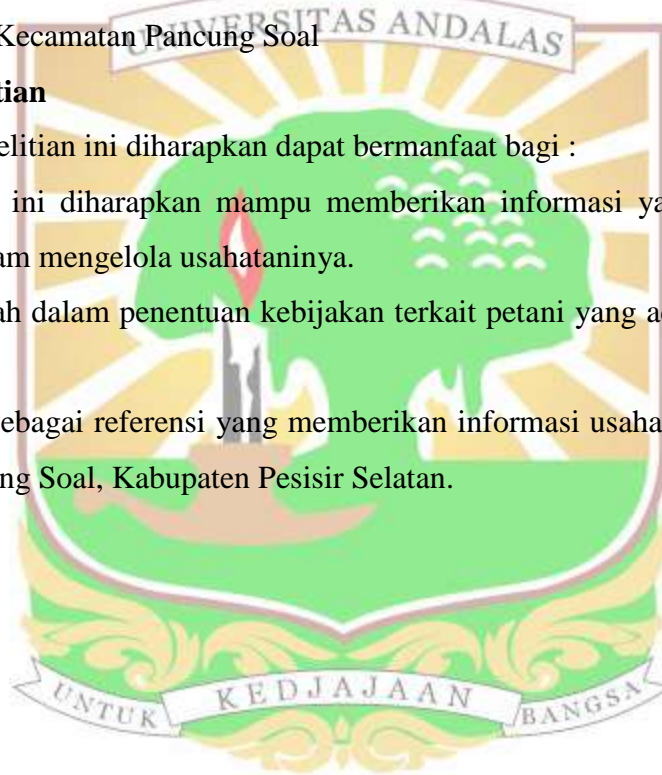 UNIVERSITAS ANDALAS
Kecamatan Pancung Soal
tian
elitian ini diharapkan dapat bermanfaat bagi :
ini diharapkan mampu memberikan informasi ya
am mengelola usahataninya.
ah dalam penentuan kebijakan terkait petani yang a
ebagai referensi yang memberikan informasi usaha
ng Soal, Kabupaten Pesisir Selatan.
UNTUK KEDJAJAAN BANGSA